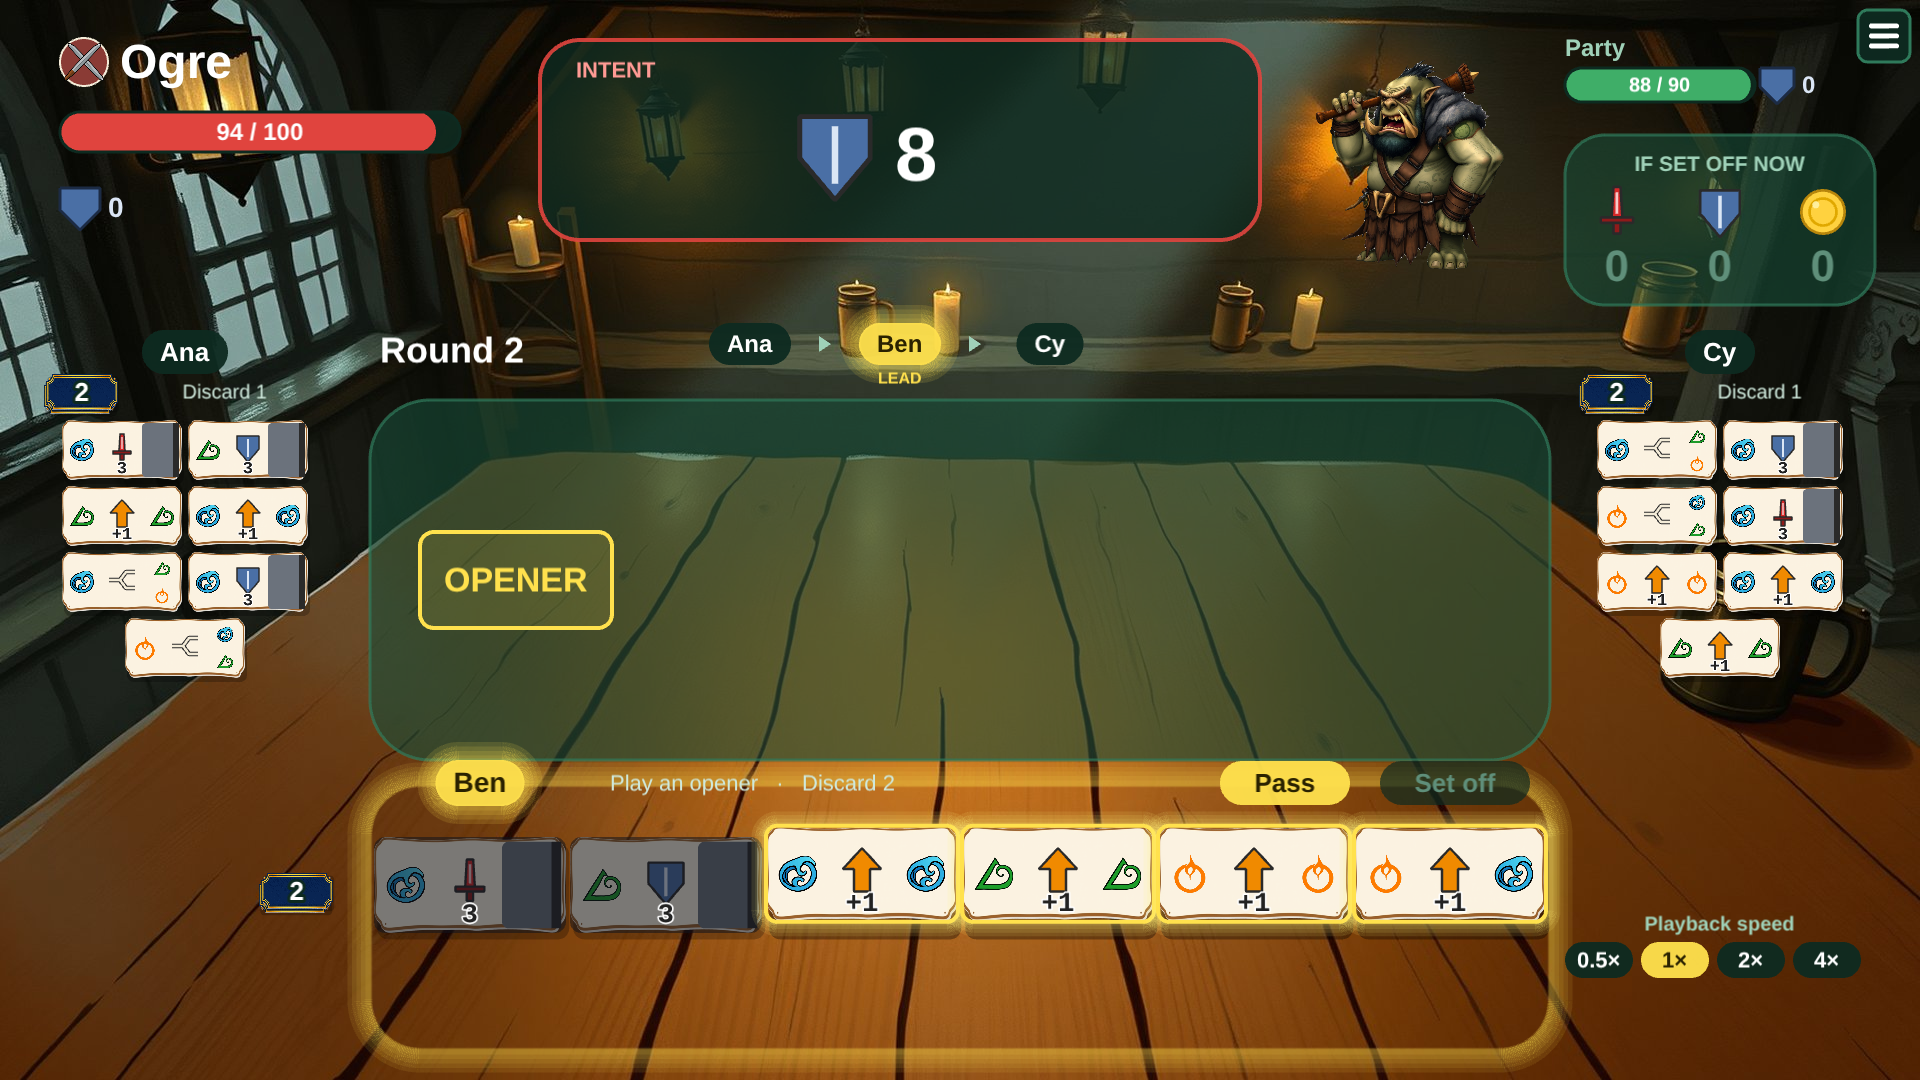 Ogre
94 / 100
0
INTENT
8
Party
88 / 90
0
IF SET OFF NOW
0 0 0
Round 2
Ana Ben Cy
LEAD
Ana
2 Discard 1
3 3
+1 +1
3
Cy
2 Discard 1
3
3
+1 +1
+1
OPENER
Ben
Play an opener · Discard 2
Pass
Set off
2
3 3 +1 +1 +1 +1
Playback speed
0.5× 1× 2× 4×